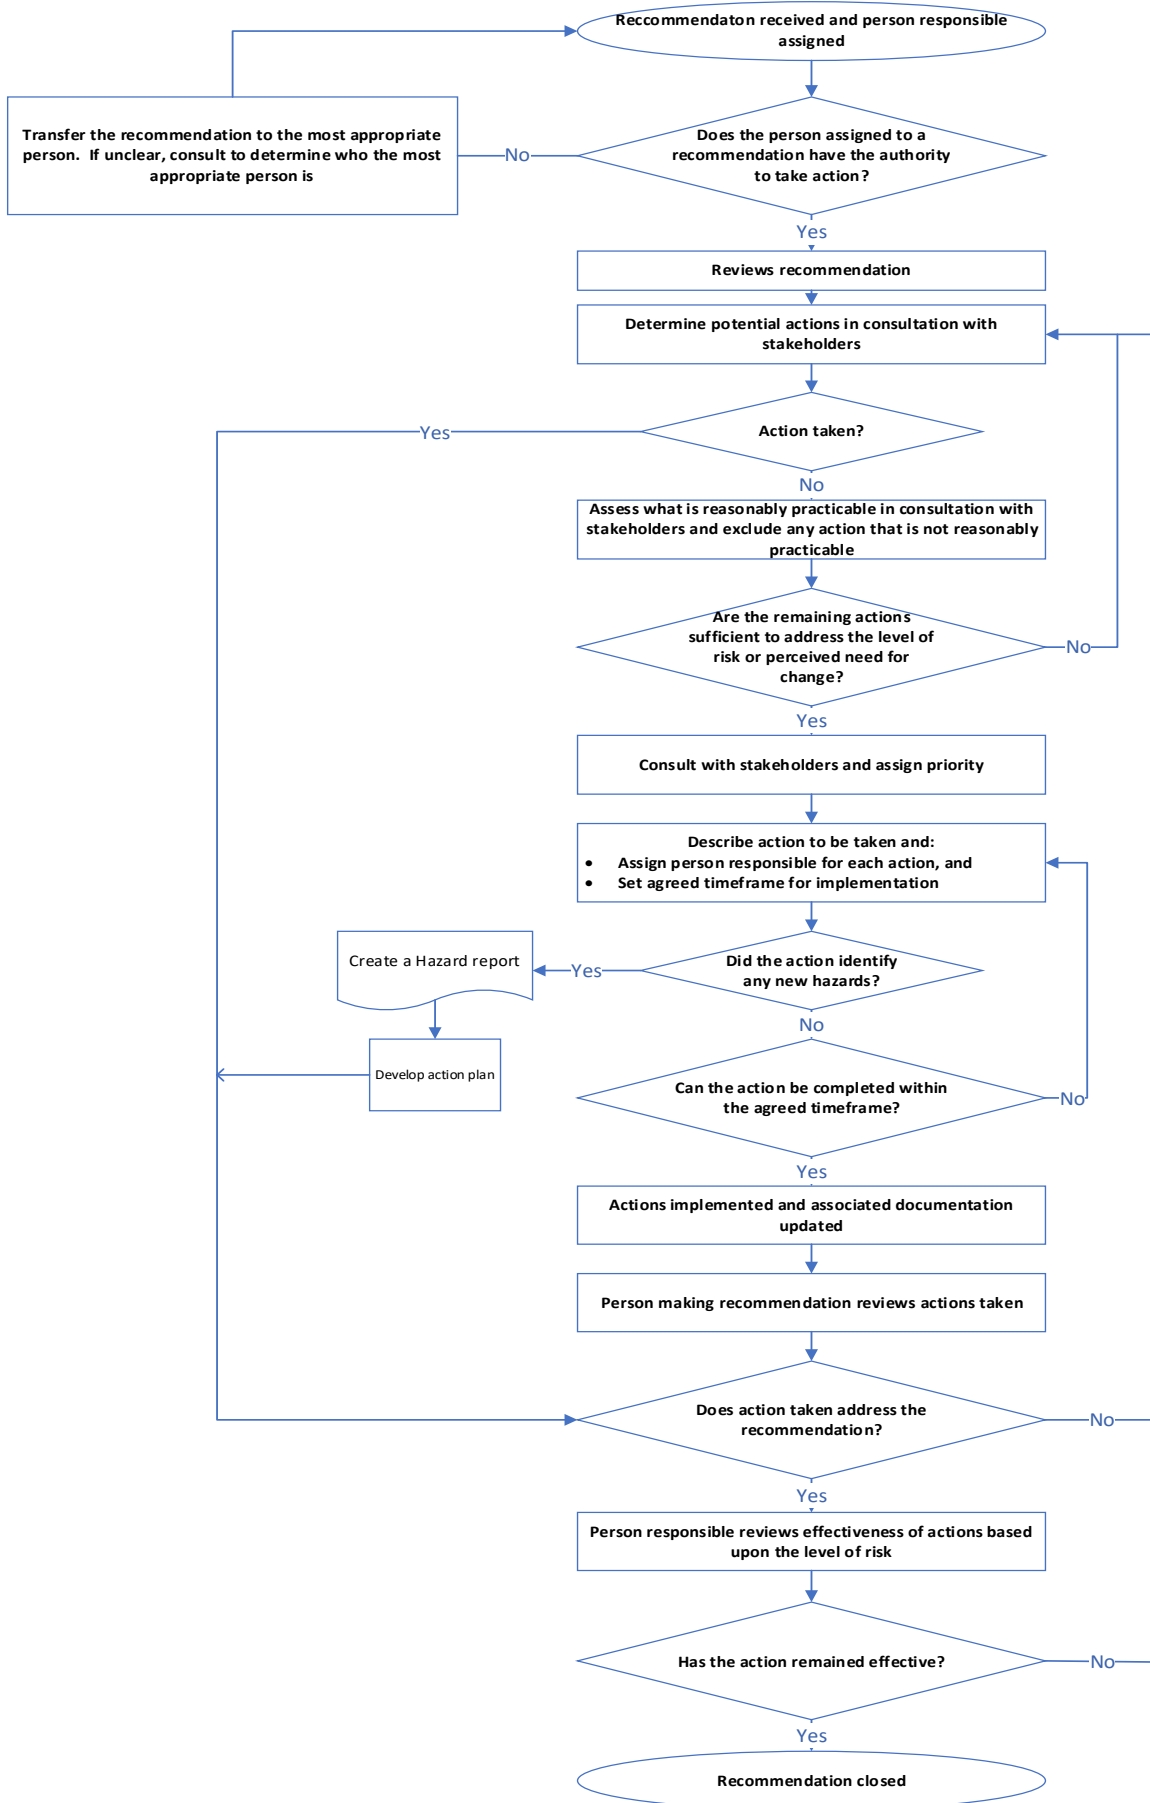 Reccommendaton received and person responsible
assigned
Transfer the recommendation to the most appropriate
person. If unclear, consult to determine who the most
appropriate person is
No
Does the person assigned to a
recommendation have the authority
to take action?
Yes
Reviews recommendation
Determine potential actions in consultation with
stakeholders
Yes
Action taken?
No
Assess what is reasonably practicable in consultation with
stakeholders and exclude any action that is not reasonably
practicable
Are the remaining actions
sufficient to address the level of
risk or perceived need for
change?
No
Yes
Consult with stakeholders and assign priority
Describe action to be taken and:
• Assign person responsible for each action, and
• Set agreed timeframe for implementation
Create a Hazard report
Yes
Did the action identify
any new hazards?
No
Develop action plan
Can the action be completed within
the agreed timeframe?
No
Yes
Actions implemented and associated documentation
updated
Person making recommendation reviews actions taken
Does action taken address the
recommendation?
No
Yes
Person responsible reviews effectiveness of actions based
upon the level of risk
Has the action remained effective?
No
Yes
Recommendation closed